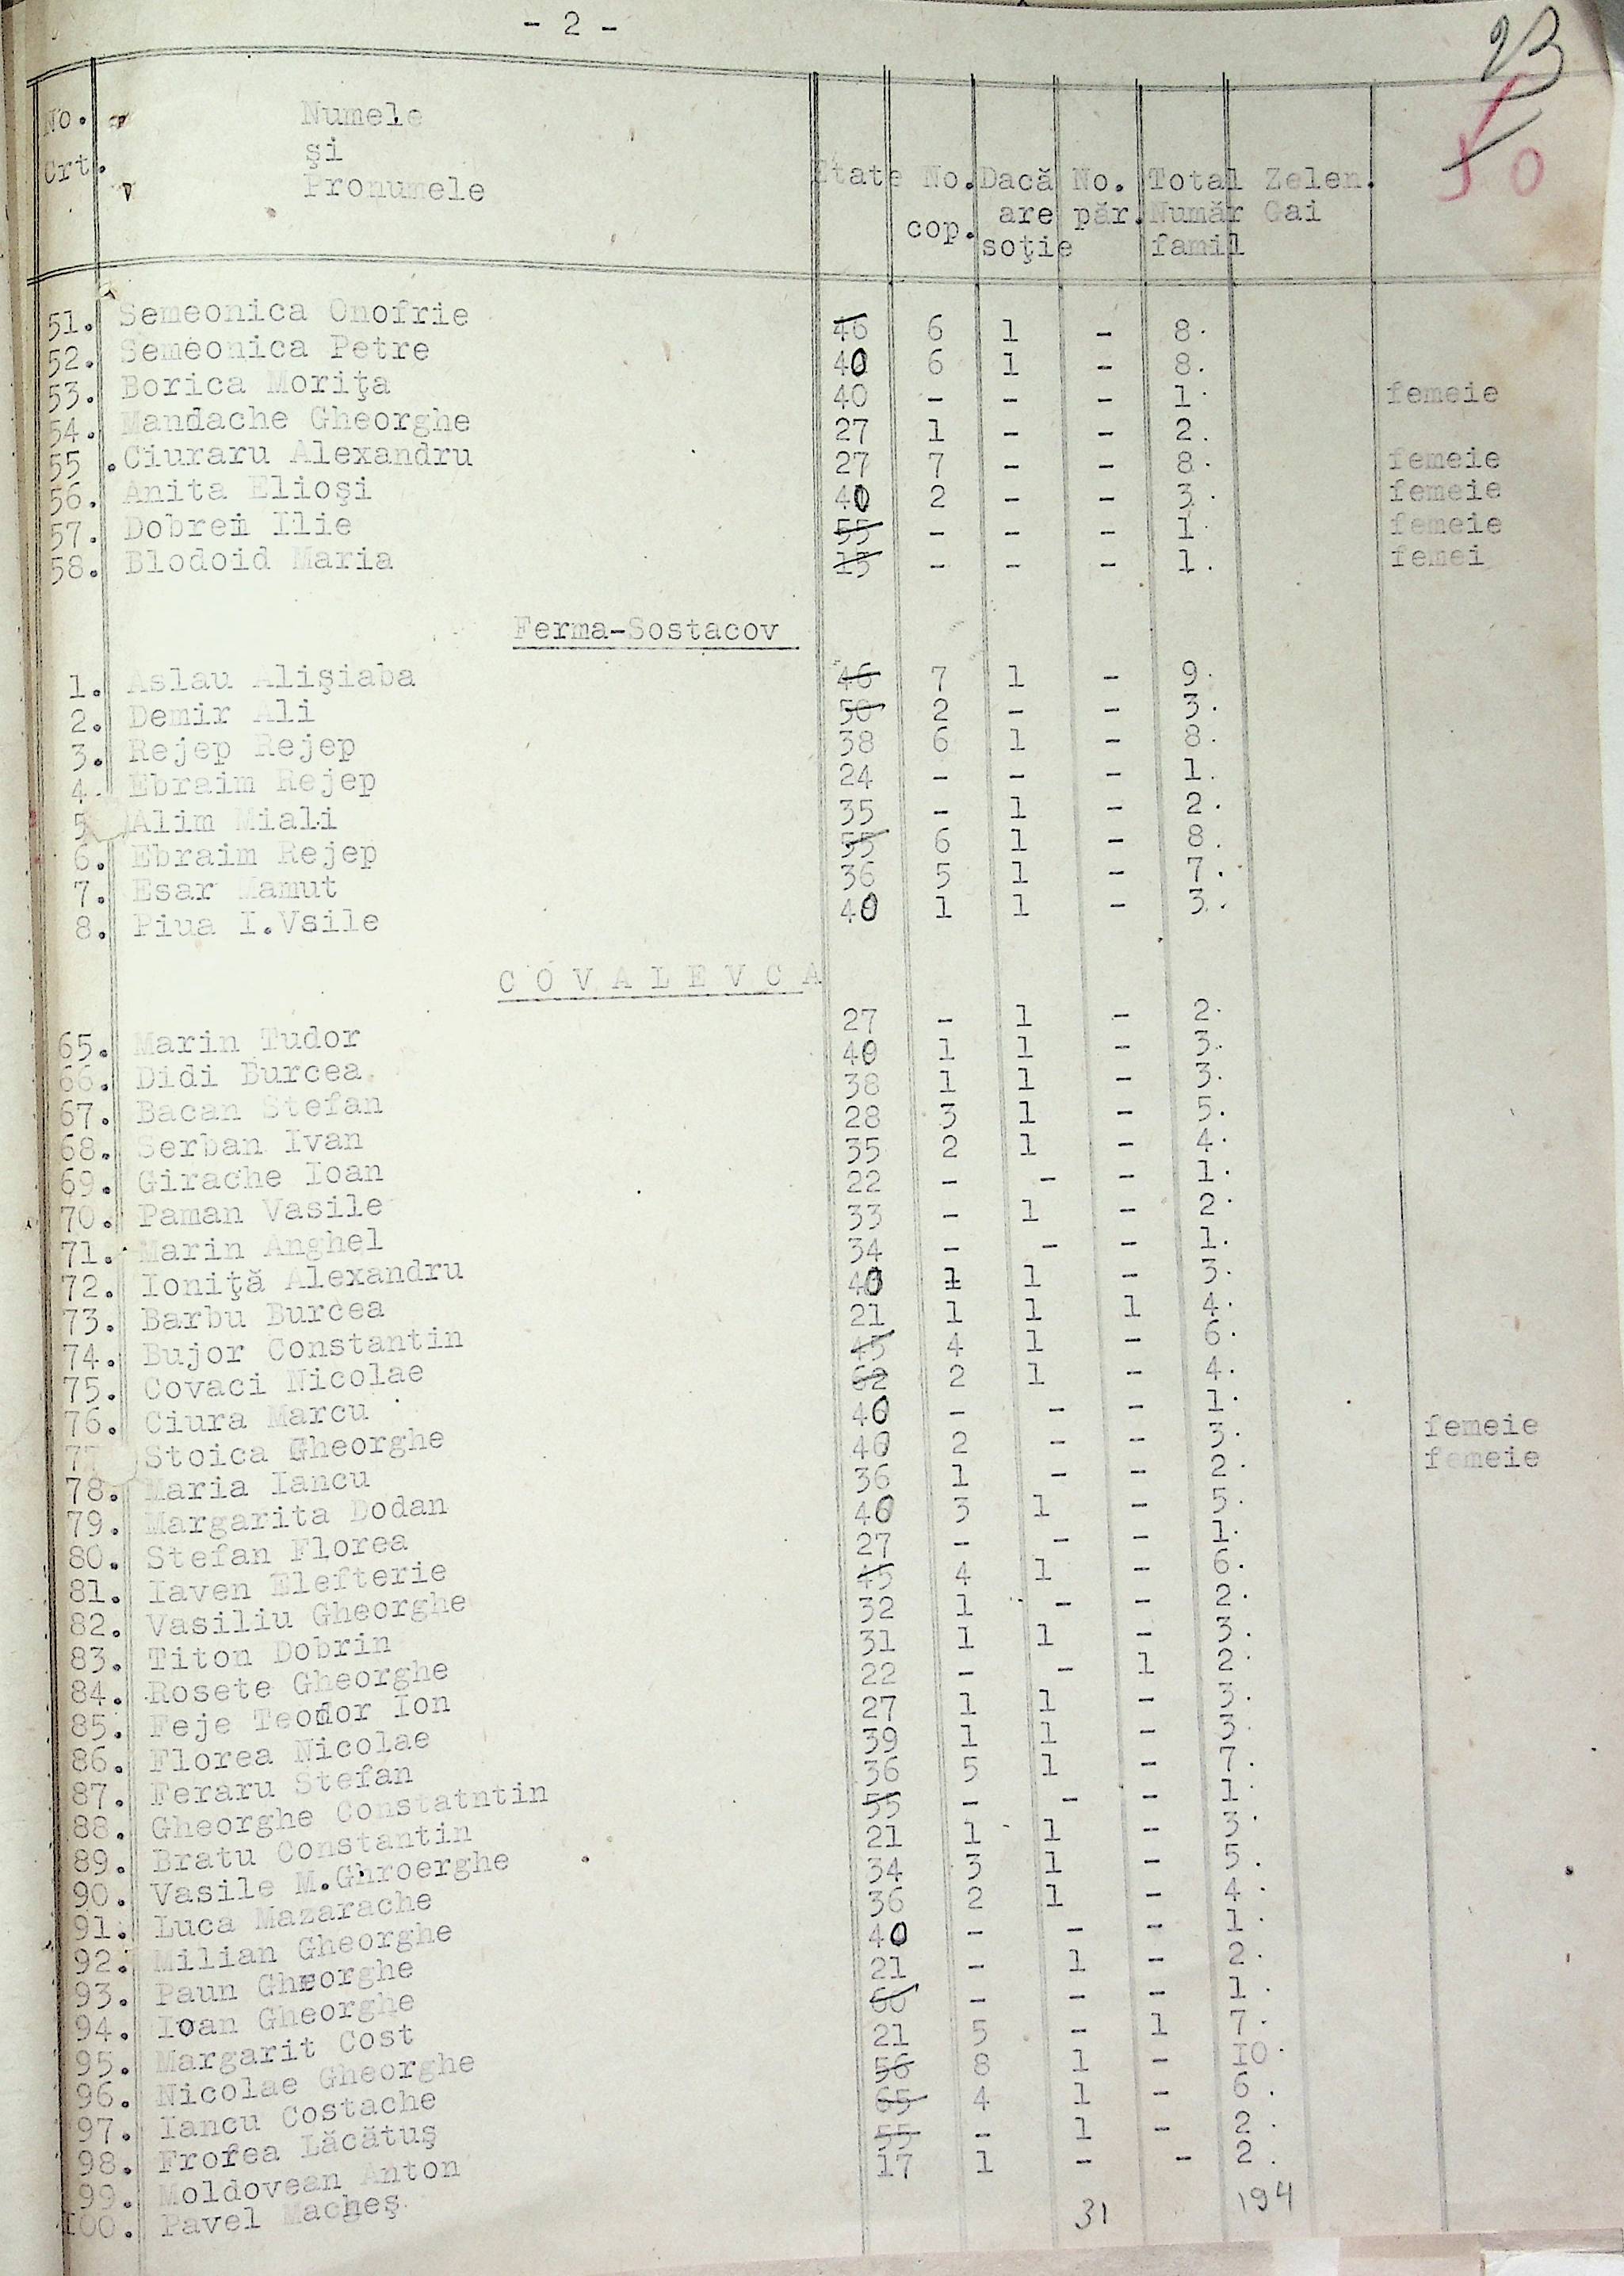 - 2 -
23
50
No. Crt. Numele şi Pronumele Etate No. cop. Dacă are soţie No. păr. Total Număr famil Zelen. Gai
51. Semeonica Onofrie 46 6 1 - 8.
52. Semeonica Petre 40 6 1 - 8.
53. Borica Moriţa 40 - - - 1. femeie
54. Mandache Gheorghe 27 1 - - 2.
55. Ciuraru Alexandru 27 7 - - 8. femeie
56. Anita Elioşi 40 2 - - 3. femeie
57. Dobrei Ilie 55 - - - 1. femeie
58. Blodoid Maria 15 - - - 1. femei
Ferma-Sostacov
1. Aslau Alişiaba 46 7 1 - 9.
2. Demir Ali 50 2 - - 3.
3. Rejep Rejep 38 6 1 - 8.
4. Ebraim Rejep 24 - - - 1.
5 Alim Miali 35 - 1 - 2.
6. Ebraim Rejep 55 6 1 - 8.
7. Esar Mamut 36 5 1 - 7.
8. Piua I.Vsile 40 1 1 - 3.
C O V A L E V C A
65. Marin Tudor 27 - 1 - 2.
66. Didi Burcea 40 1 1 - 3.
67. Bacan Stefan 38 1 1 - 3.
68. Serban Ivan 28 3 1 - 5.
69. Girache Ioan 35 2 1 - 4.
70. Paman Vasile 22 - - - 1.
71. Marin Anghel 33 - 1 - 2.
72. Ioniţă Alexandru 34 - - - 1.
73. Barbu Burcea 40 1 1 - 3.
74. Bujor Constantin 21 1 1 1 4.
75. Covaci Nicolae 45 4 1 - 6.
76. Ciura Marcu 62 2 1 - 4.
77 Stoica Gheorghe 40 - - - 1.
78. Maria Iancu 40 2 - - 3. femeie
79. Margarita Dodan 36 1 - - 2. femeie
80. Stefan Florea 40 3 1 - 5.
81. Iaven Elefterie 27 - - - 1.
82. Vasiliu Gheorghe 45 4 1 - 6.
83. Titon Dobrin 32 1 - - 2.
84. Rosete Gheorghe 31 1 1 - 3.
85. Feje Teodor Ion 22 - - 1 2.
86. Florea Nicolae 27 1 1 - 3.
87. Feraru Stefan 39 1 1 - 3.
88. Gheorghe Constatntin 36 5 1 - 7.
89. Bratu Constantin 55 - - - 1.
90. Vasile M.Ghroerghe 21 1 1 - 3.
91. Luca Mazarache 34 3 1 - 5.
92. Milian Gheorghe 36 2 1 - 4.
93. Paun Gheorghe 40 - - - 1.
94. Ioan Gheorghe 21 - 1 - 2.
95. Margarit Cost 60 - - - 1.
96. Nicolae Gheorghe 21 5 - 1 7.
97. Iancu Costache 56 8 1 - 10.
98. Frofea Lăcătuş 65 4 1 - 6.
99. Moldovean Anton 55 - 1 - 2.
100. Pavel Macheş 17 1 - - 2.
31 194